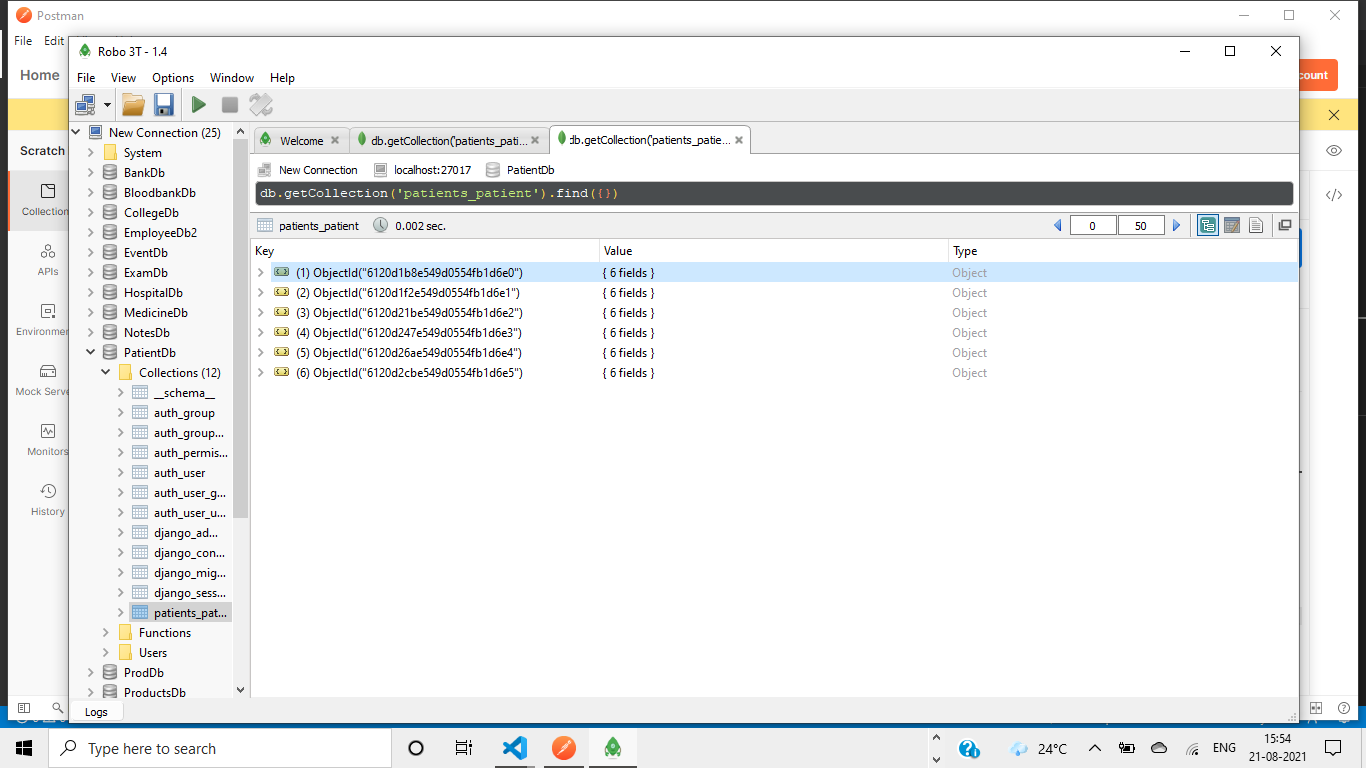 Postman
File Edit
Home
count
Robo 3T - 1.4
File View Options Window Help
Scratch
Collection
APIs
Environmen
Mock Serve
Monitors
History
New Connection (25)
System
BankDb
BloodbankDb
CollegeDb
EmployeeDb2
EventDb
ExamDb
HospitalDb
MedicineDb
NotesDb
PatientDb
Collections (12)
__schema__
auth_group
auth_group...
auth_permis...
auth_user
auth_user_g...
auth_user_u...
django_ad...
django_con...
django_mig...
django_sess...
patients_pat...
Functions
Users
ProdDb
ProductsDb
Logs
Welcome
db.getCollection('patients_pati...
db.getCollection('patients_patie...
New Connection localhost:27017 PatientDb
db.getCollection('patients_patient').find({})
patients_patient 0.002 sec. 0 50
Key Value Type
(1) ObjectId("6120d1b8e549d0554fb1d6e0") { 6 fields } Object
(2) ObjectId("6120d1f2e549d0554fb1d6e1") { 6 fields } Object
(3) ObjectId("6120d21be549d0554fb1d6e2") { 6 fields } Object
(4) ObjectId("6120d247e549d0554fb1d6e3") { 6 fields } Object
(5) ObjectId("6120d26ae549d0554fb1d6e4") { 6 fields } Object
(6) ObjectId("6120d2cbe549d0554fb1d6e5") { 6 fields } Object
Type here to search
24°C
ENG
15:54
21-08-2021